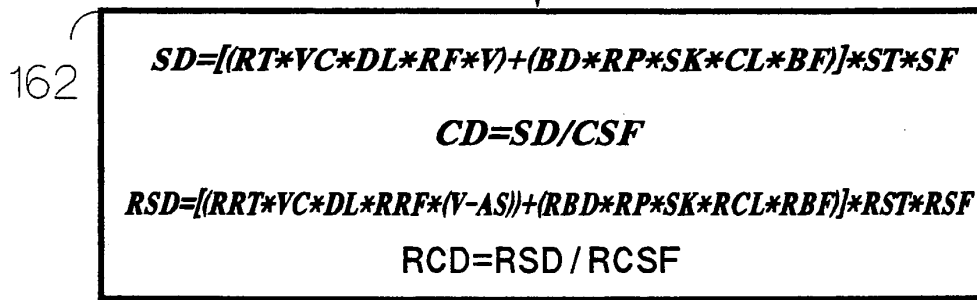 162
SD=[(RT*VC*DL*RF*V)+(BD*RP*SK*CL*BF)]*ST*SF
CD=SD/CSF
RSD=[(RRT*VC*DL*RRF*(V-AS))+(RBD*RP*SK*RCL*RBF)]*RST*RSF
RCD=RSD/RCSF